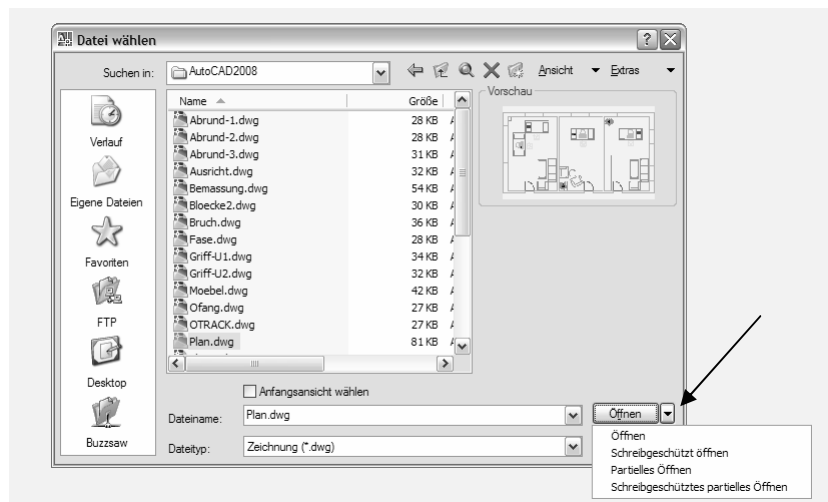 Datei wählen
Suchen in: AutoCAD2008 Ansicht Extras
Name Größe Vorschau
Abrund-1.dwg 28 KB
Abrund-2.dwg 28 KB
Abrund-3.dwg 31 KB
Ausricht.dwg 32 KB
Bemassung.dwg 54 KB
Bloecke2.dwg 30 KB
Bruch.dwg 36 KB
Fase.dwg 28 KB
Griff-U1.dwg 34 KB
Griff-U2.dwg 32 KB
Moebel.dwg 42 KB
Ofang.dwg 27 KB
OTRACK.dwg 27 KB
Plan.dwg 81 KB
Verlauf
Eigene Dateien
Favoriten
FTP
Desktop
Buzzsaw
Anfangsansicht wählen
Dateiname: Plan.dwg Öffnen
Dateityp: Zeichnung (*.dwg)
Öffnen
Schreibgeschützt öffnen
Partielles Öffnen
Schreibgeschütztes partielles Öffnen